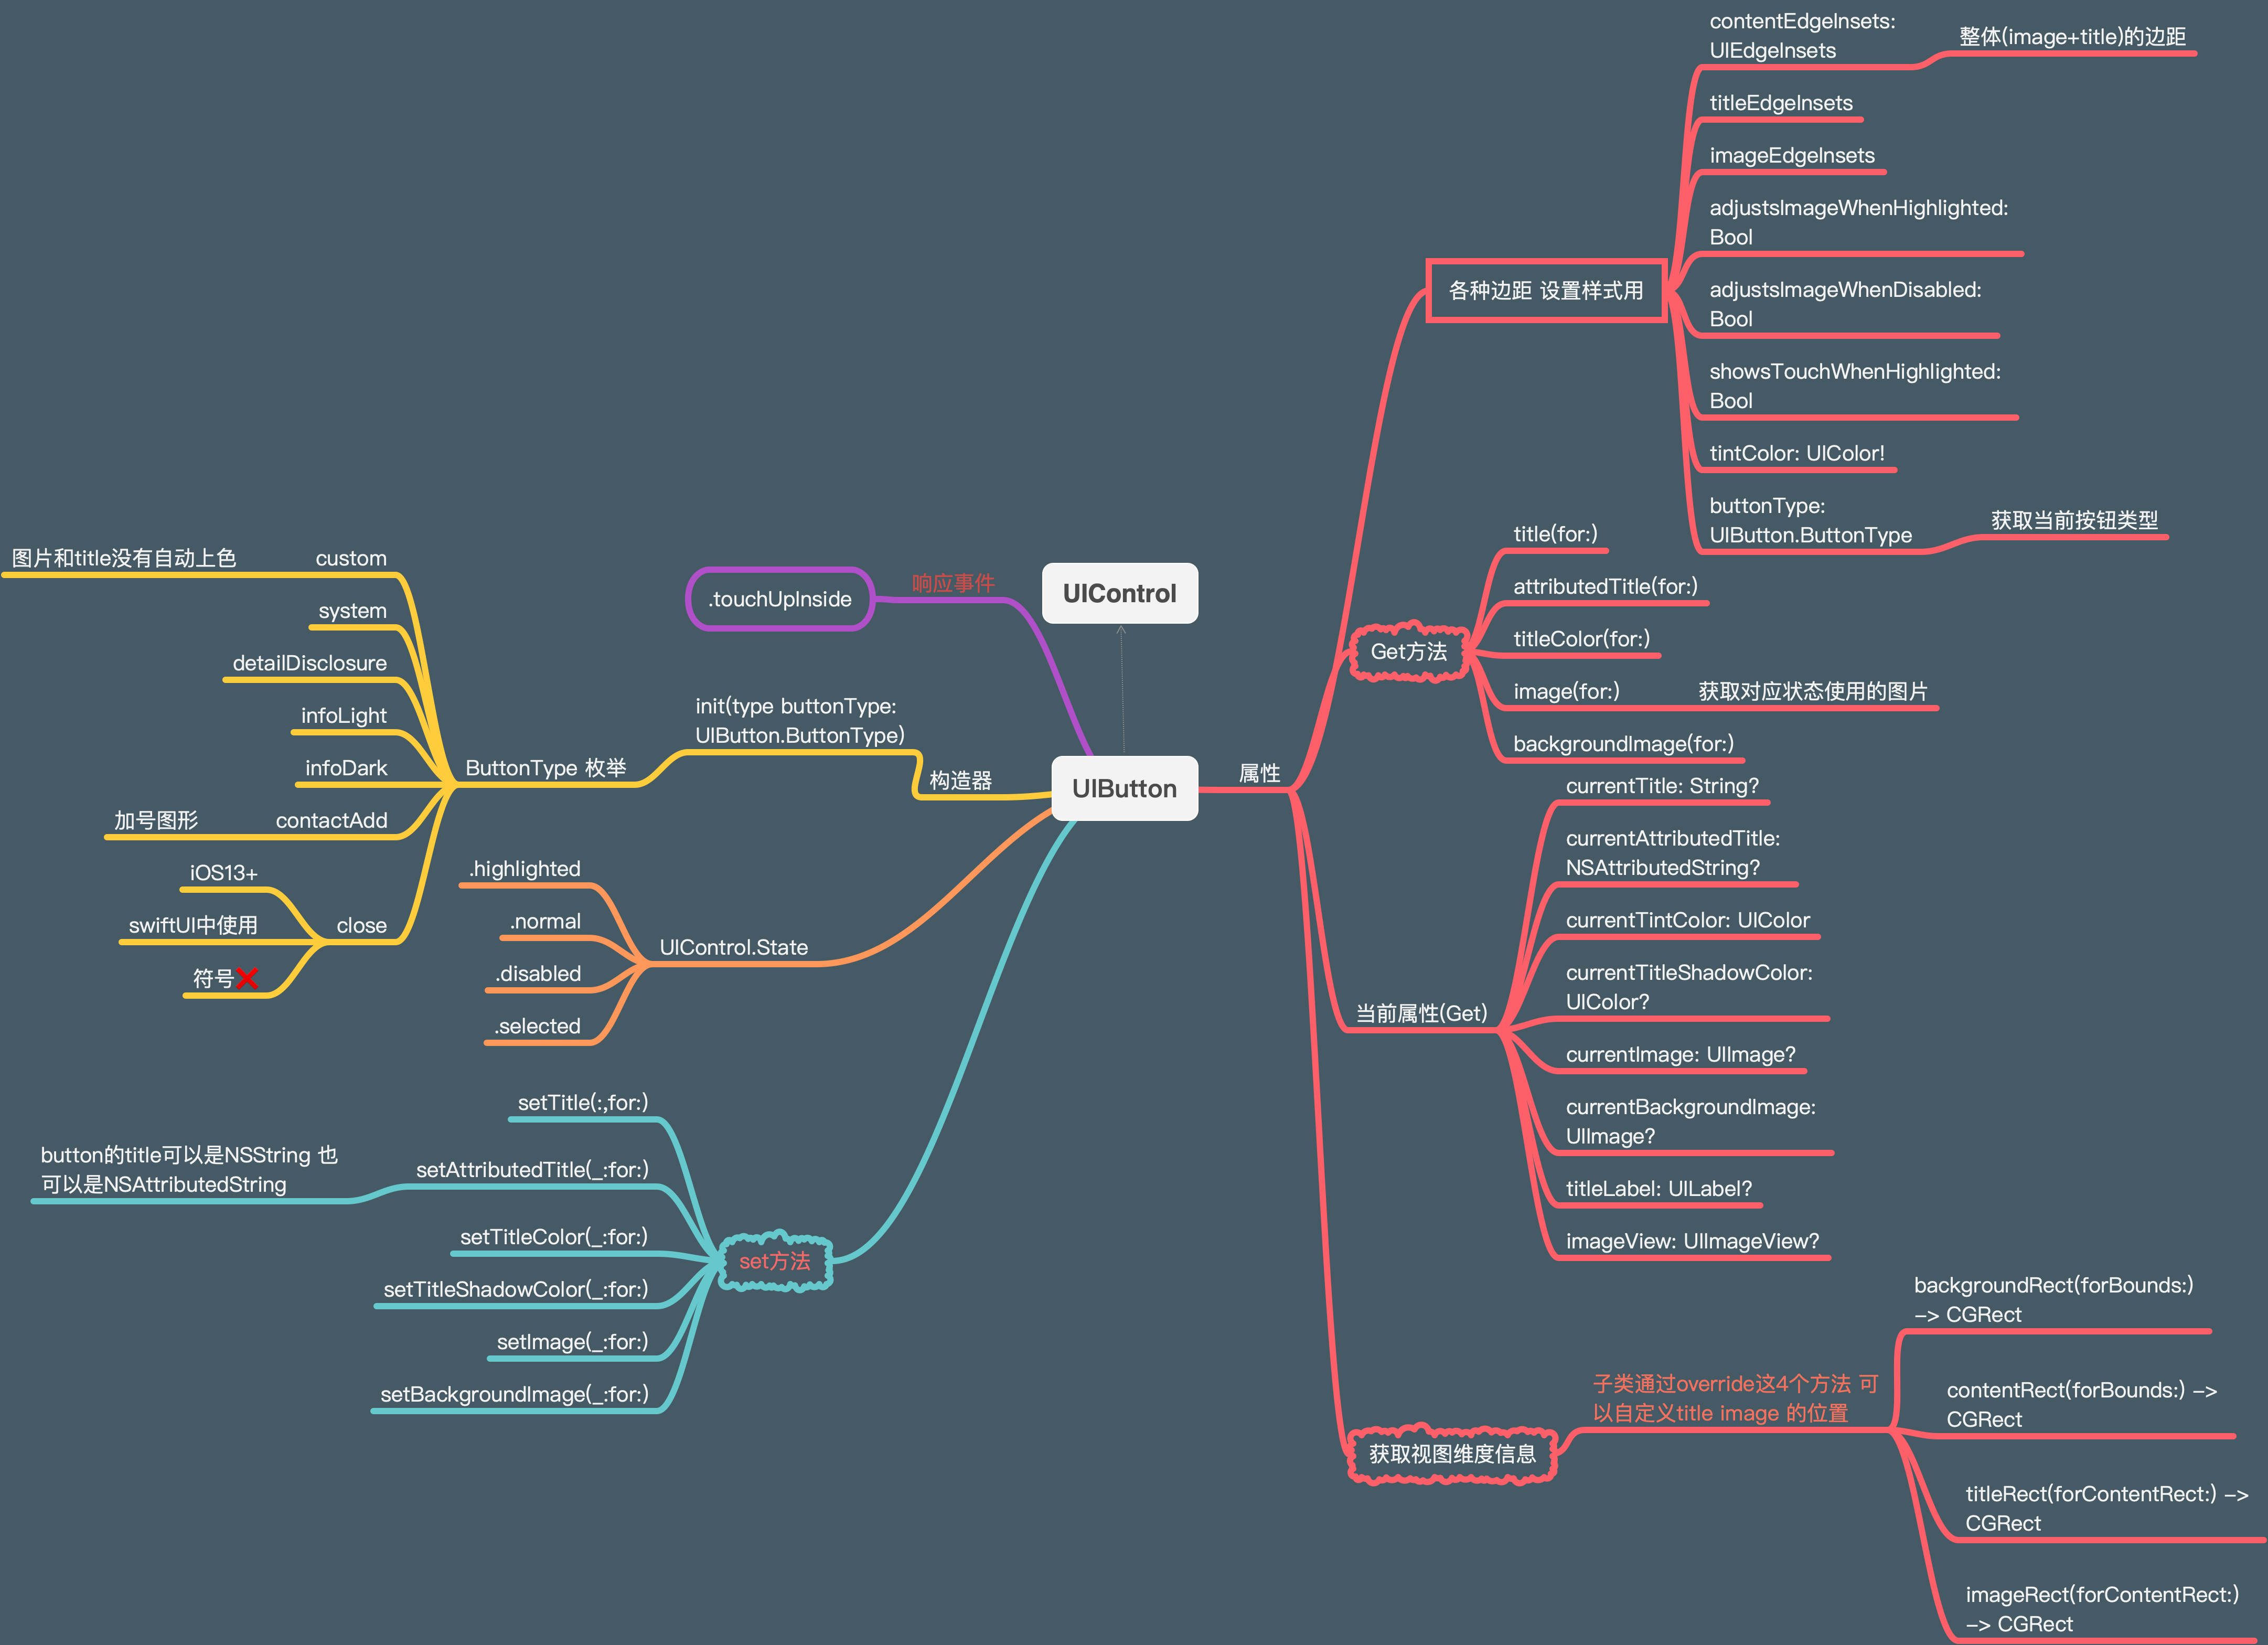 UIControl
UIButton
响应事件
.touchUpInside
构造器
init(type buttonType:
UIButton.ButtonType)
ButtonType 枚举
custom
图片和title没有自动上色
system
detailDisclosure
infoLight
infoDark
contactAdd
加号图形
close
iOS13+
swiftUI中使用
符号❌
UIControl.State
.highlighted
.normal
.disabled
.selected
set方法
setTitle(:,for:)
setAttributedTitle(_:for:)
button的title可以是NSString 也
可以是NSAttributedString
setTitleColor(_:for:)
setTitleShadowColor(_:for:)
setImage(_:for:)
setBackgroundImage(_:for:)
属性
各种边距 设置样式用
contentEdgeInsets:
UIEdgeInsets
整体(image+title)的边距
titleEdgeInsets
imageEdgeInsets
adjustsImageWhenHighlighted:
Bool
adjustsImageWhenDisabled:
Bool
showsTouchWhenHighlighted:
Bool
tintColor: UIColor!
buttonType:
UIButton.ButtonType
获取当前按钮类型
Get方法
title(for:)
attributedTitle(for:)
titleColor(for:)
image(for:)
获取对应状态使用的图片
backgroundImage(for:)
当前属性(Get)
currentTitle: String?
currentAttributedTitle:
NSAttributedString?
currentTintColor: UIColor
currentTitleShadowColor:
UIColor?
currentImage: UIImage?
currentBackgroundImage:
UIImage?
titleLabel: UILabel?
imageView: UIImageView?
获取视图维度信息
子类通过override这4个方法 可
以自定义title image 的位置
backgroundRect(forBounds:)
-> CGRect
contentRect(forBounds:) ->
CGRect
titleRect(forContentRect:) ->
CGRect
imageRect(forContentRect:)
-> CGRect